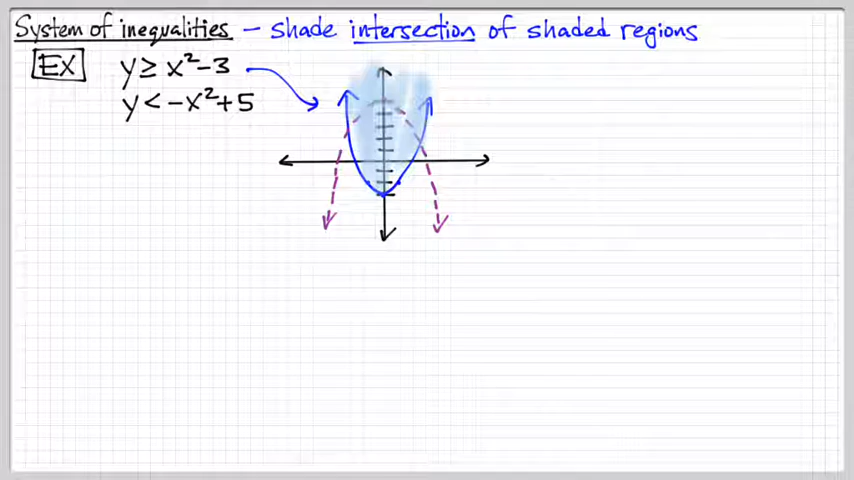 System of inequalities - shade intersection of shaded regions
EX y ≥ x²-3
y < -x²+5